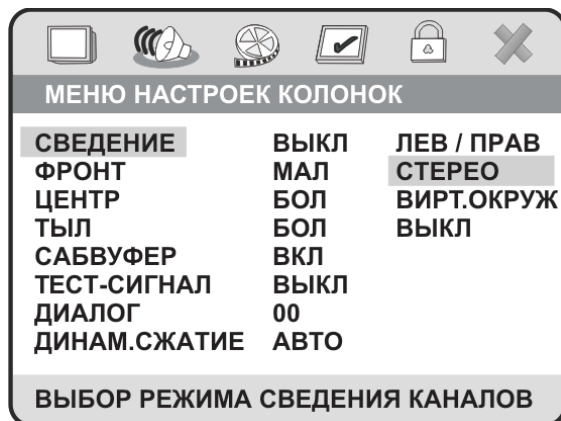 МЕНЮ НАСТРОЕК КОЛОНОК
СВЕДЕНИЕ ВЫКЛ ЛЕВ / ПРАВ
ФРОНТ МАЛ СТЕРЕО
ЦЕНТР БОЛ ВИРТ.ОКРУЖ
ТЫЛ БОЛ ВЫКЛ
САБВУФЕР ВКЛ
ТЕСТ-СИГНАЛ ВЫКЛ
ДИАЛОГ 00
ДИНАМ.СЖАТИЕ АВТО
ВЫБОР РЕЖИМА СВЕДЕНИЯ КАНАЛОВ